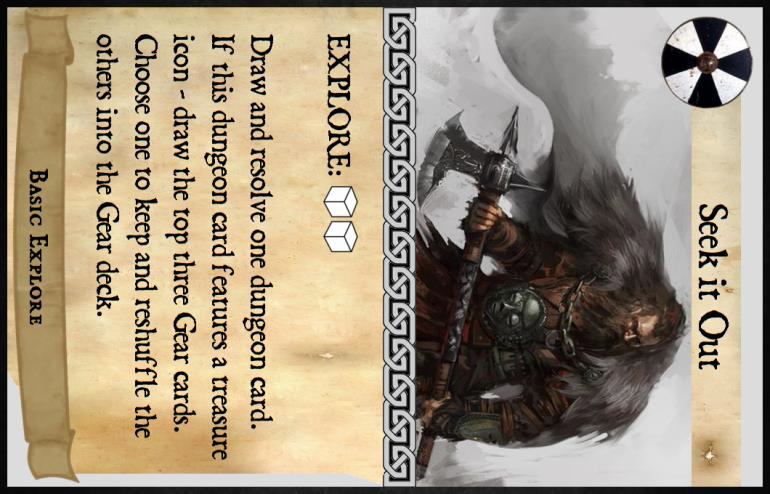 Seek it Out
EXPLORE:
Draw and resolve one dungeon card.
If this dungeon card features a treasure
icon - draw the top three Gear cards.
Choose one to keep and reshuffle the
others into the Gear deck.
Basic Explore